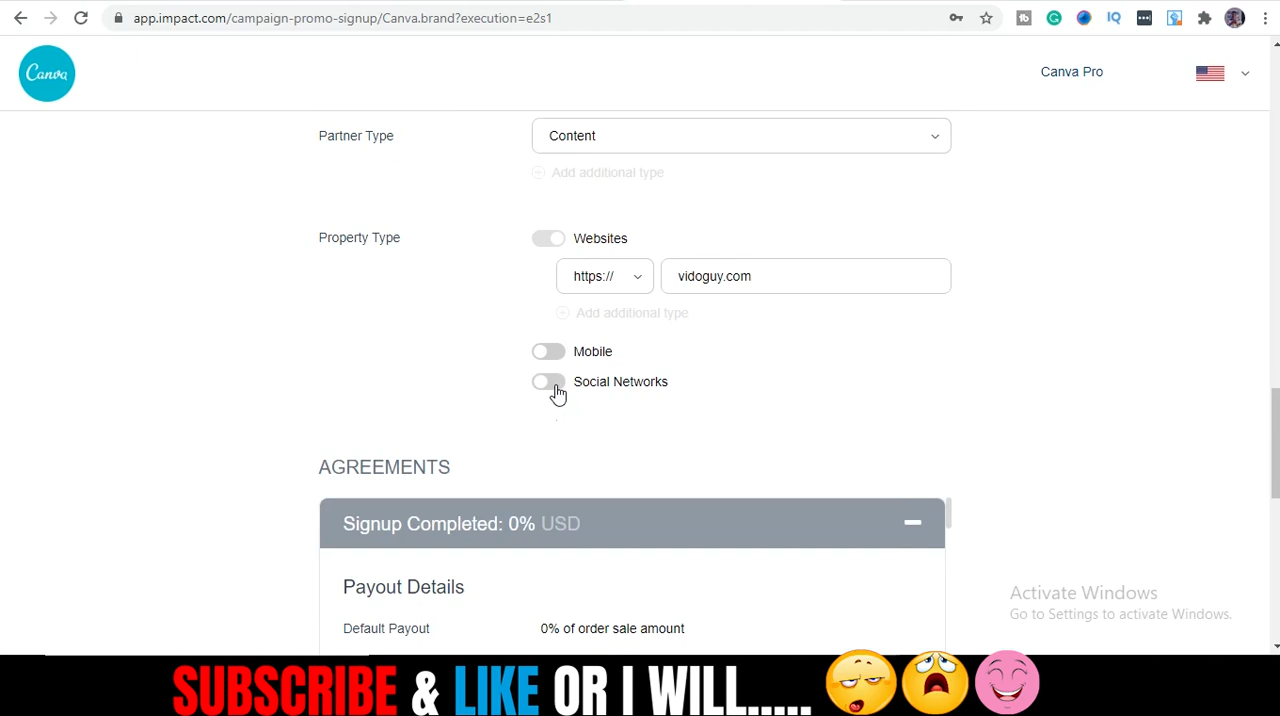 app.impact.com/campaign-promo-signup/Canva.brand?execution=e2s1
Canva
Canva Pro
Partner Type
Content
Add additional type
Property Type
Websites
https://
vidoguy.com
Add additional type
Mobile
Social Networks
AGREEMENTS
Signup Completed: 0% USD
Payout Details
Default Payout
0% of order sale amount
Activate Windows
Go to Settings to activate Windows.
SUBSCRIBE & LIKE OR I WILL.....